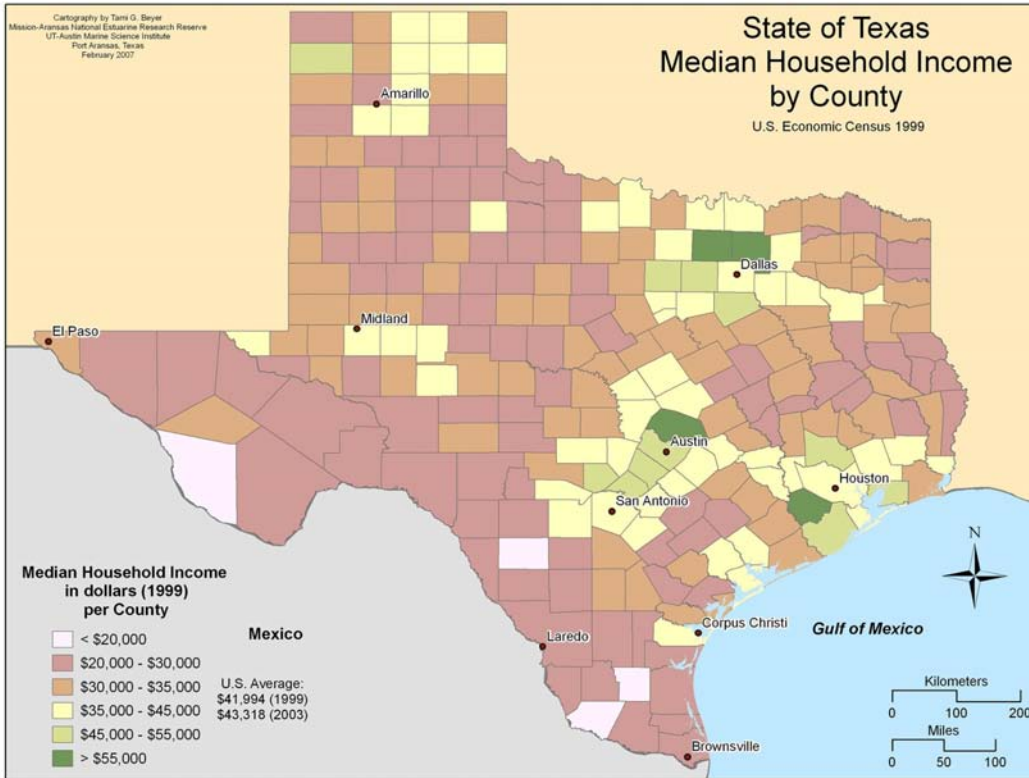 Cartography by Tami G. Beyer
Mission-Aransas National Estuarine Research Reserve
UT-Austin Marine Science Institute
Port Aransas, Texas
February 2007
State of Texas
Median Household Income
by County
U.S. Economic Census 1999
Amarillo
Dallas
Midland
El Paso
Austin
Houston
San Antonio
Corpus Christi
Laredo
Brownsville
Mexico
Gulf of Mexico
N
Median Household Income
in dollars (1999)
per County
< $20,000
$20,000 - $30,000
$30,000 - $35,000
$35,000 - $45,000
$45,000 - $55,000
> $55,000
U.S. Average:
$41,994 (1999)
$43,318 (2003)
Kilometers
0 100 200
Miles
0 50 100